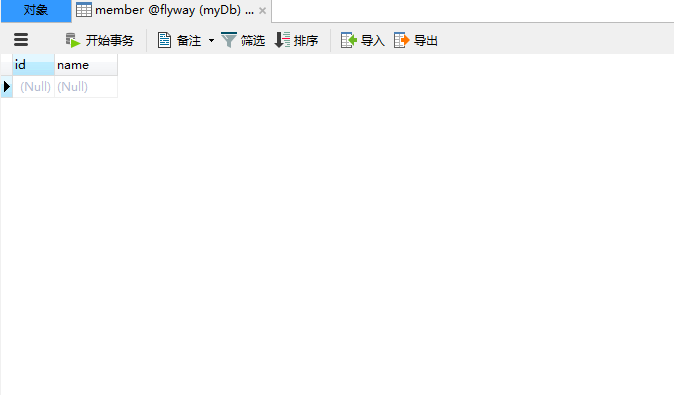 对象 member @flyway (myDb) ...
开始事务 备注 筛选 排序 导入 导出
id name
(Null) (Null)